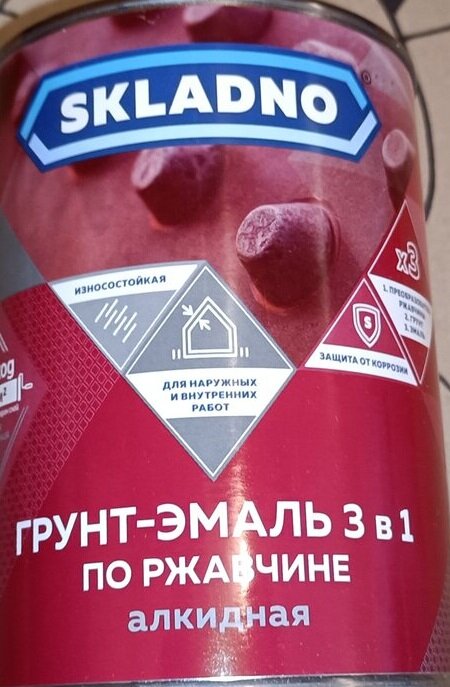 SKLADNO
®
ИЗНОСОСТОЙКАЯ
ДЛЯ НАРУЖНЫХ
И ВНУТРЕННИХ
РАБОТ
x3
1. ПРЕОБРАЗОВАТЕЛЬ
РЖАВЧИНЫ
2. ГРУНТ
3. ЭМАЛЬ
S
ЗАЩИТА ОТ КОРРОЗИИ
ГРУНТ-ЭМАЛЬ 3 в 1
ПО РЖАВЧИНЕ
алкидная